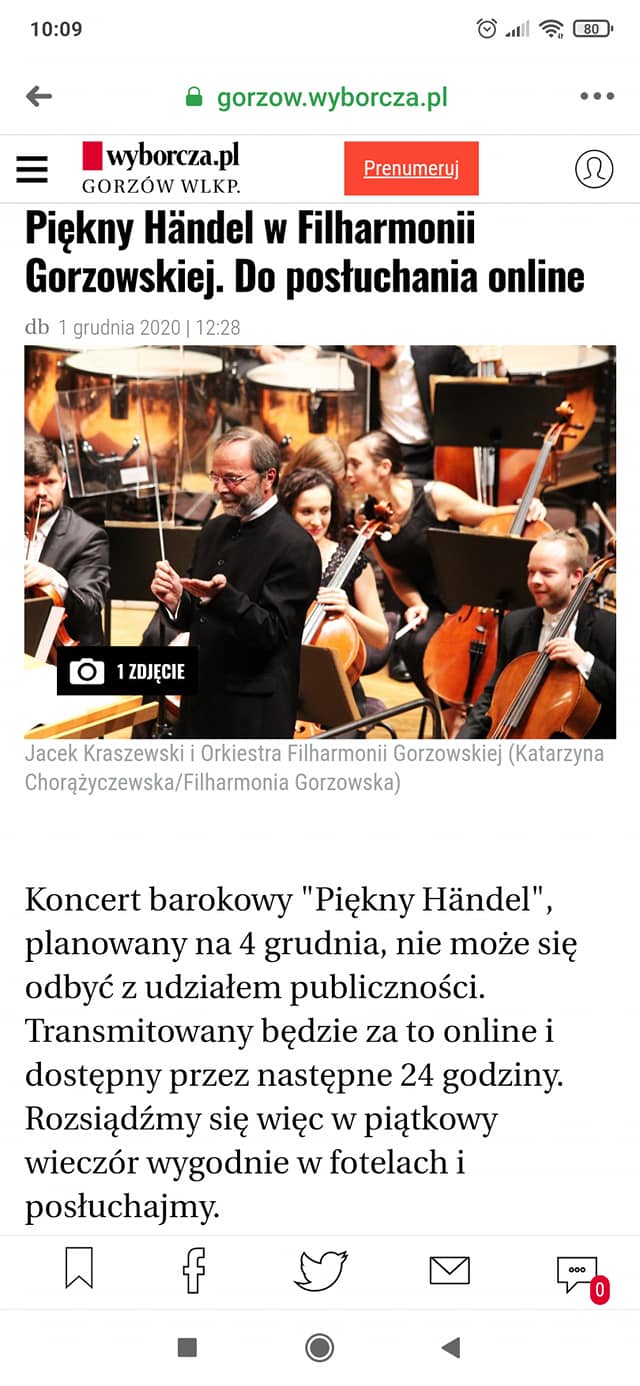 10:09
80
gorzow.wyborcza.pl
wyborcza.pl
GORZÓW WLKP.
Prenumeruj
Piękny Händel w Filharmonii
Gorzowskiej. Do posłuchania online
db 1 grudnia 2020 | 12:28
1 ZDJĘCIE
Jacek Kraszewski i Orkiestra Filharmonii Gorzowskiej (Katarzyna
Chorążyczewska/Filharmonia Gorzowska)
Koncert barokowy "Piękny Händel",
planowany na 4 grudnia, nie może się
odbyć z udziałem publiczności.
Transmitowany będzie za to online i
dostępny przez następne 24 godziny.
Rozsiądźmy się więc w piątkowy
wieczór wygodnie w fotelach i
posłuchajmy.
0